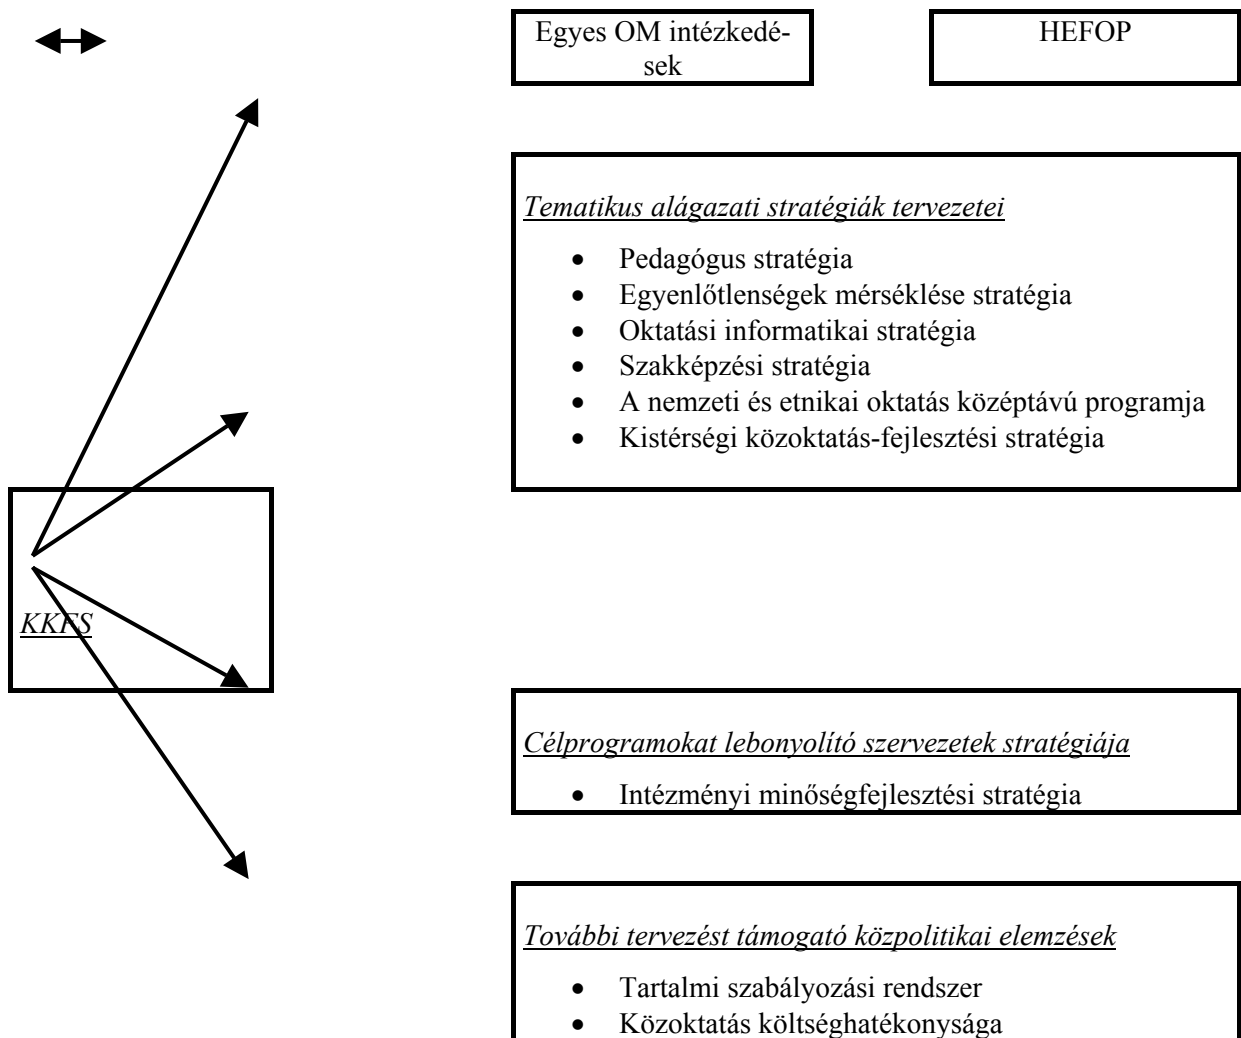 Egyes OM intézkedé-
sek
HEFOP
Tematikus alágazati stratégiák tervezetei
• Pedagógus stratégia
• Egyenlőtlenségek mérséklése stratégia
• Oktatási informatikai stratégia
• Szakképzési stratégia
• A nemzeti és etnikai oktatás középtávú programja
• Kistérségi közoktatás-fejlesztési stratégia
KKFS
Célprogramokat lebonyolító szervezetek stratégiája
• Intézményi minőségfejlesztési stratégia
További tervezést támogató közpolitikai elemzések
• Tartalmi szabályozási rendszer
• Közoktatás költséghatékonysága